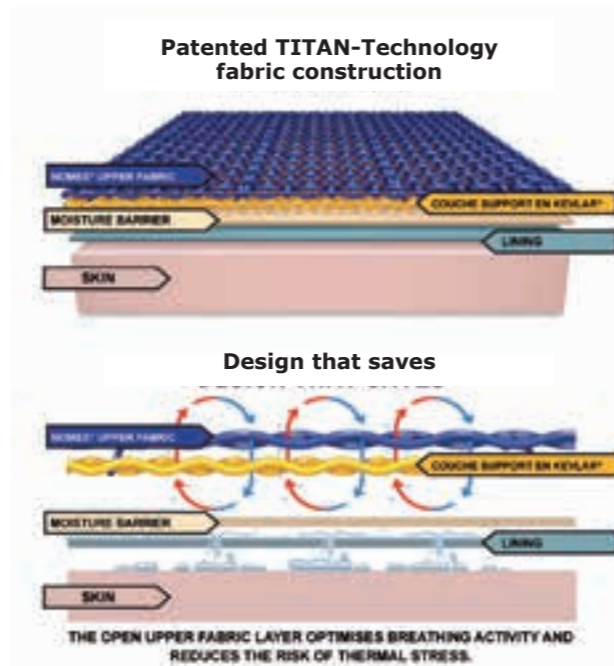 Patented TITAN-Technology
fabric construction
NOMEX® UPPER FABRIC
COUCHE SUPPORT EN KEVLAR®
MOISTURE BARRIER
LINING
SKIN
Design that saves
NOMEX® UPPER FABRIC
COUCHE SUPPORT EN KEVLAR®
MOISTURE BARRIER
LINING
SKIN
THE OPEN UPPER FABRIC LAYER OPTIMISES BREATHING ACTIVITY AND
REDUCES THE RISK OF THERMAL STRESS.